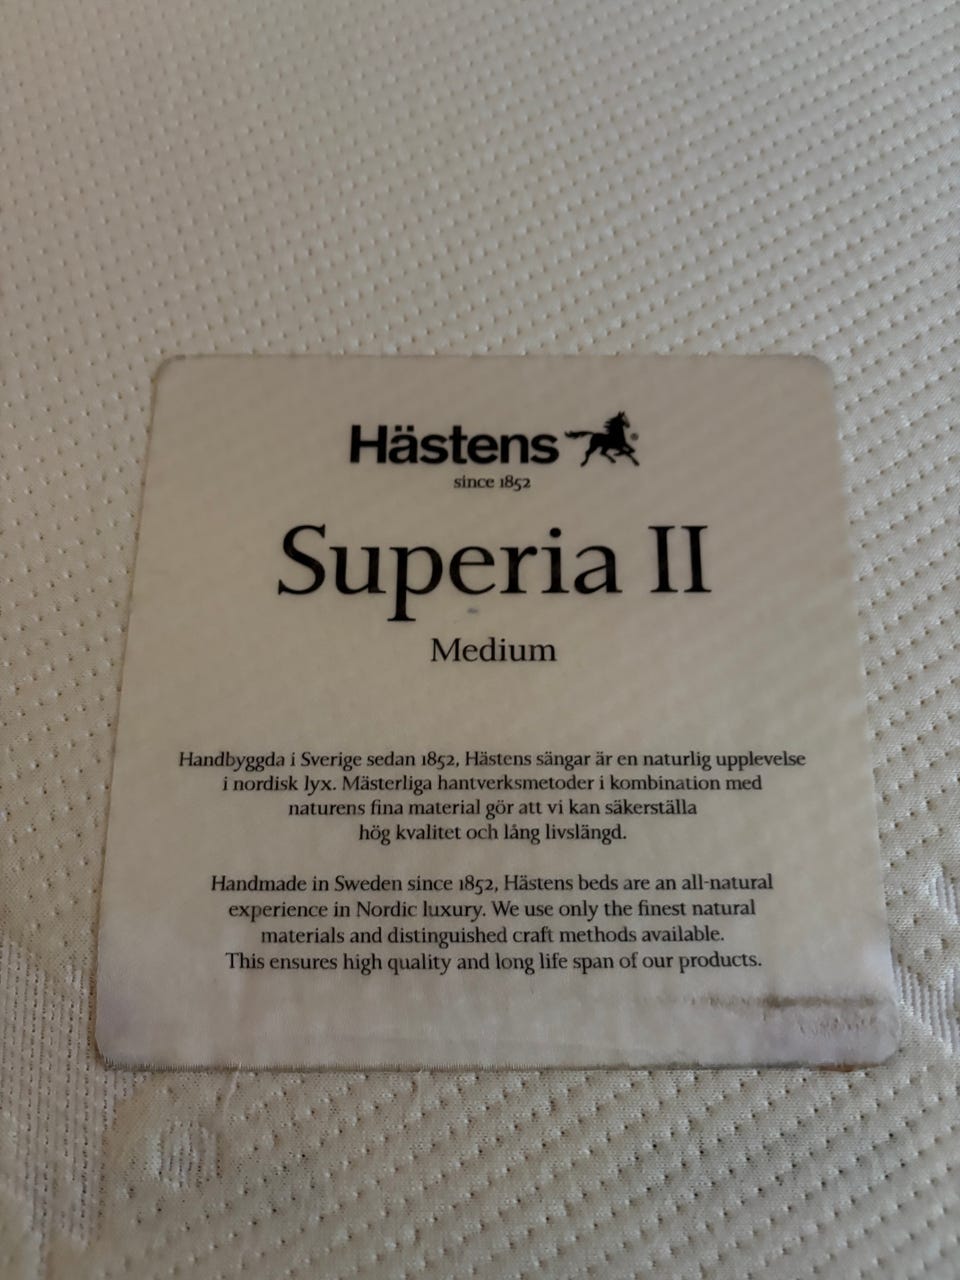 Hästens
since 1852
Superia II
Medium
Handbyggda i Sverige sedan 1852, Hästens sängar är en naturlig upplevelse
i nordisk lyx. Mästerliga hantverksmetoder i kombination med
naturens fina material gör att vi kan säkerställa
hög kvalitet och lång livslängd.
Handmade in Sweden since 1852, Hästens beds are an all-natural
experience in Nordic luxury. We use only the finest natural
materials and distinguished craft methods available.
This ensures high quality and long life span of our products.